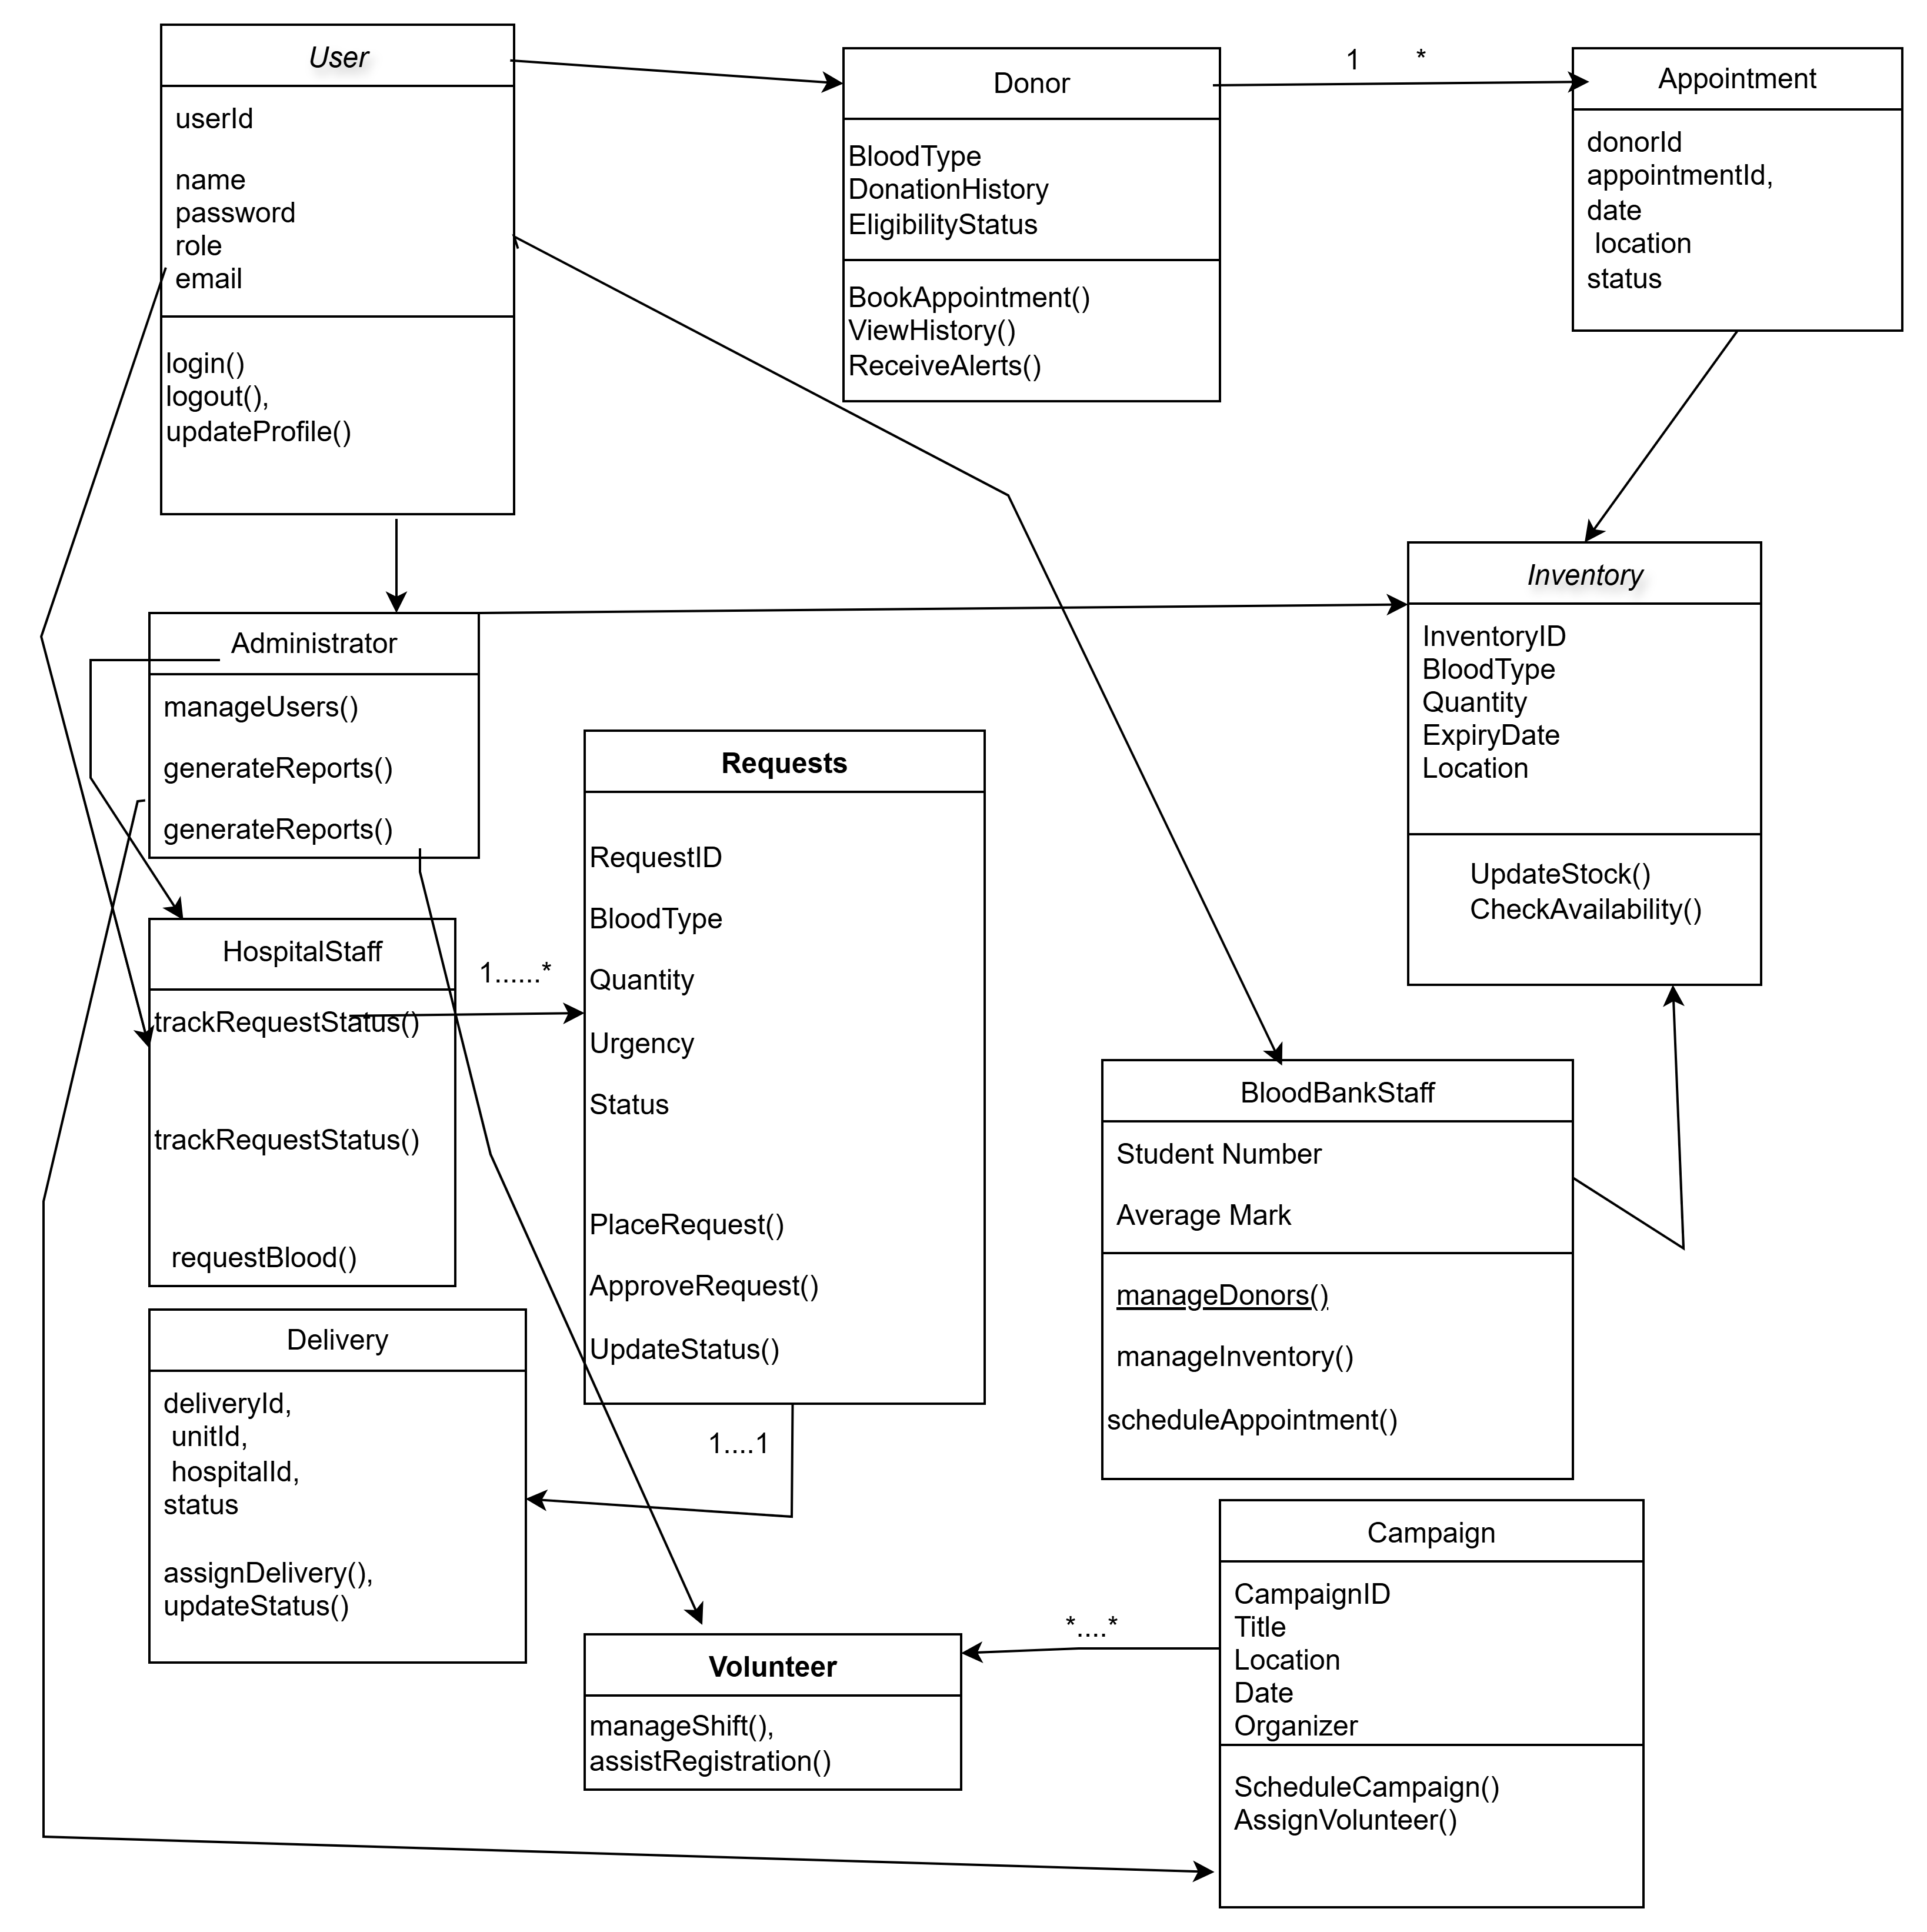 User
userId
name
password
role
email
login()
logout(),
updateProfile()
Donor
BloodType
DonationHistory
EligibilityStatus
BookAppointment()
ViewHistory()
ReceiveAlerts()
1 *
Appointment
donorId
appointmentId,
date
location
status
Administrator
manageUsers()
generateReports()
generateReports()
Inventory
InventoryID
BloodType
Quantity
ExpiryDate
Location
UpdateStock()
CheckAvailability()
Requests
RequestID
BloodType
Quantity
Urgency
Status
PlaceRequest()
ApproveRequest()
UpdateStatus()
HospitalStaff
trackRequestStatus()
trackRequestStatus()
requestBlood()
1......*
BloodBankStaff
Student Number
Average Mark
manageDonors()
manageInventory()
scheduleAppointment()
Delivery
deliveryId,
unitId,
hospitalId,
status
assignDelivery(),
updateStatus()
1....1
Volunteer
manageShift(),
assistRegistration()
*....*
Campaign
CampaignID
Title
Location
Date
Organizer
ScheduleCampaign()
AssignVolunteer()